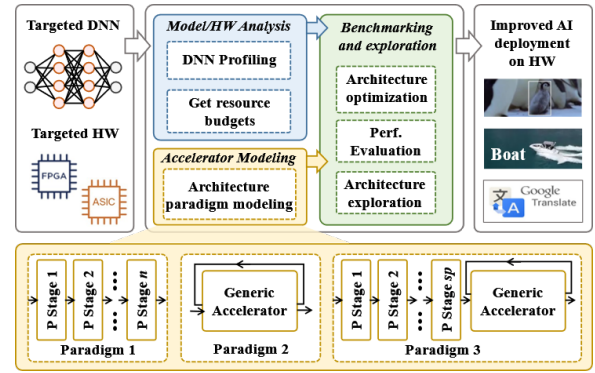 Targeted DNN
Targeted HW
FPGA
ASIC
Model/HW Analysis
DNN Profiling
Get resource
budgets
Accelerator Modeling
Architecture
paradigm modeling
Benchmarking
and exploration
Architecture
optimization
Perf.
Evaluation
Architecture
exploration
Improved AI
deployment
on HW
Boat
文
A
Google
Translate
P Stage 1
P Stage 2
P Stage n
Paradigm 1
Generic
Accelerator
Paradigm 2
P Stage 1
P Stage 2
P Stage sp
Generic
Accelerator
Paradigm 3